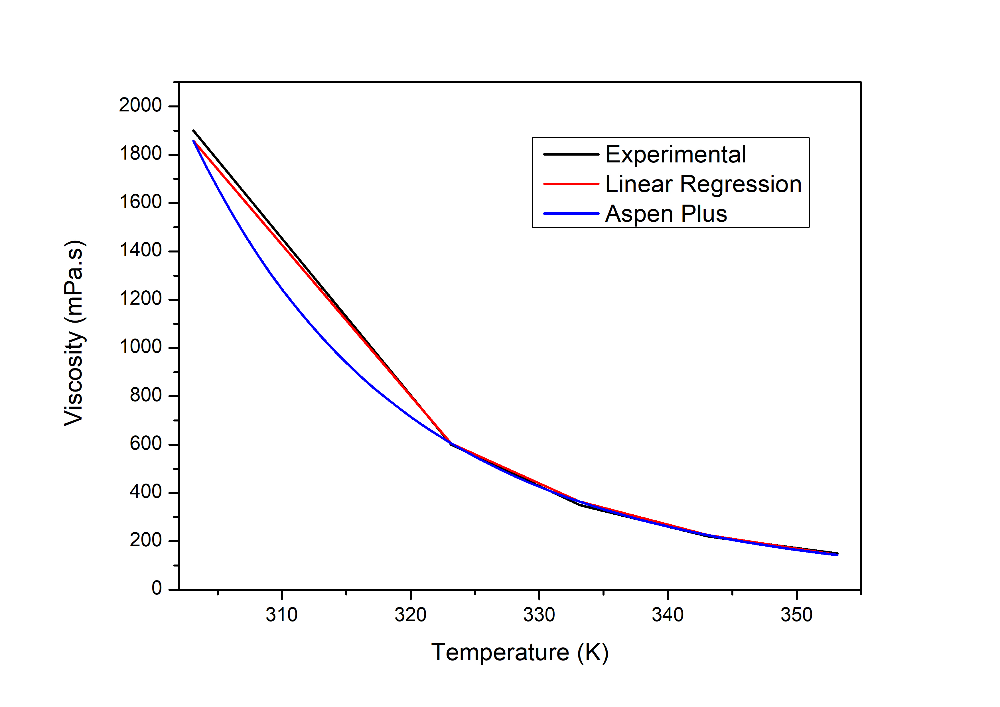 2000
1800
1600
1400
1200
1000
800
600
400
200
0
Viscosity (mPa.s)
Experimental
Linear Regression
Aspen Plus
310 320 330 340 350
Temperature (K)